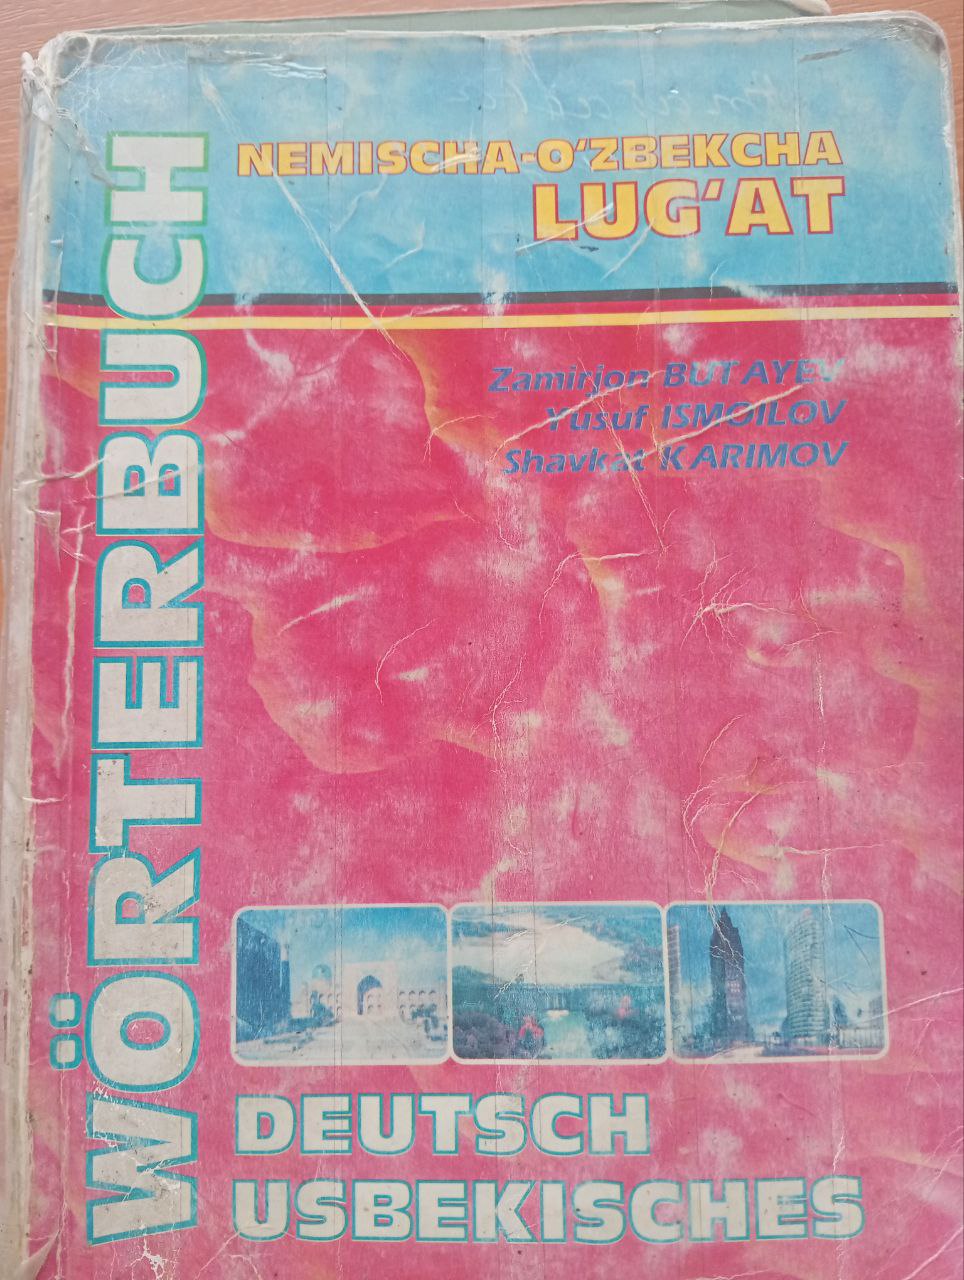 NEMISCHA-O‘ZBEKCHA
LUG‘AT
Zamirjon BUTAYEV
Yusuf ISMOILOV
Shavkat KARIMOV
WÖRTERBUCH
DEUTSCH
USBEKISCHES